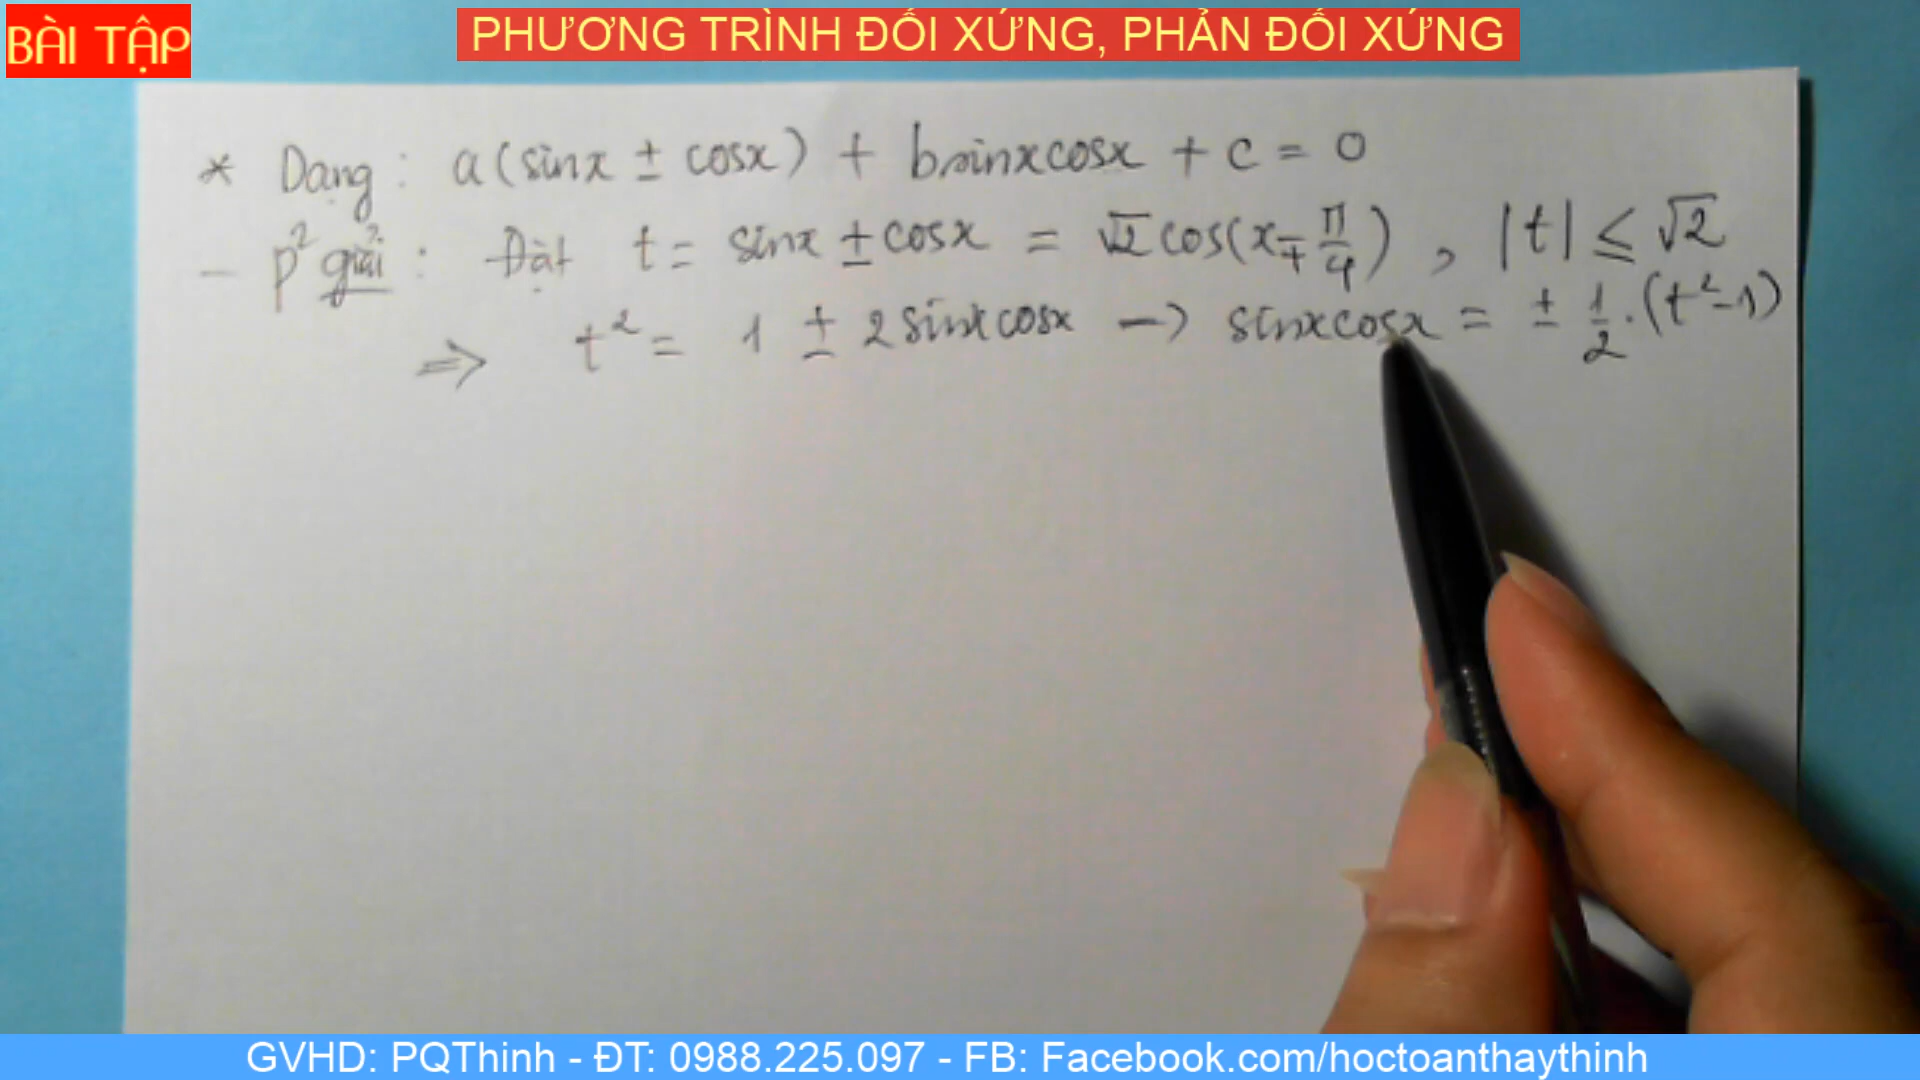 BÀI TẬP
PHƯƠNG TRÌNH ĐỐI XỨNG, PHẢN ĐỐI XỨNG
* Dạng: a(sinx ± cosx) + bsinxcosx + c = 0
- P² giải: Đặt t = sinx ± cosx = √2 cos(x ∓ π/4), |t| ≤ √2
⇒ t² = 1 ± 2sinxcosx → sinxcosx = ± 1/2.(t²-1)
GVHD: PQThinh - ĐT: 0988.225.097 - FB: Facebook.com/hoctoanthaythinh